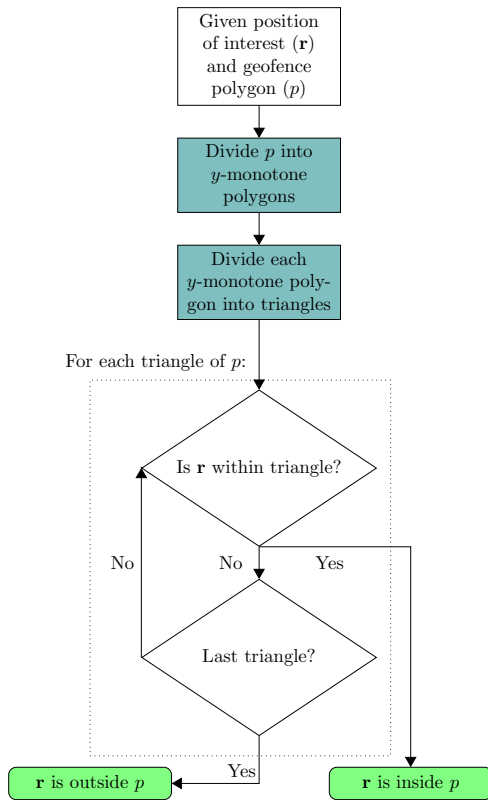 Given position
of interest (r)
and geofence
polygon (p)
Divide p into
y-monotone
polygons
Divide each
y-monotone poly-
gon into triangles
For each triangle of p:
Is r within triangle?
No
No
Yes
Last triangle?
Yes
r is outside p
r is inside p